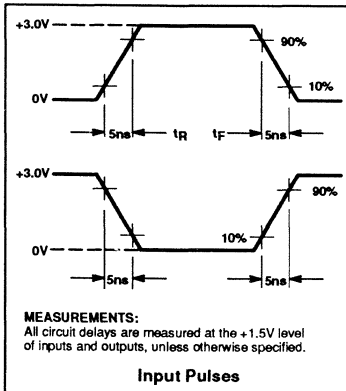 +3.0V
90%
10%
0V
5ns tR tF 5ns
+3.0V
90%
10%
0V
5ns 5ns
MEASUREMENTS:
All circuit delays are measured at the +1.5V level
of inputs and outputs, unless otherwise specified.
Input Pulses